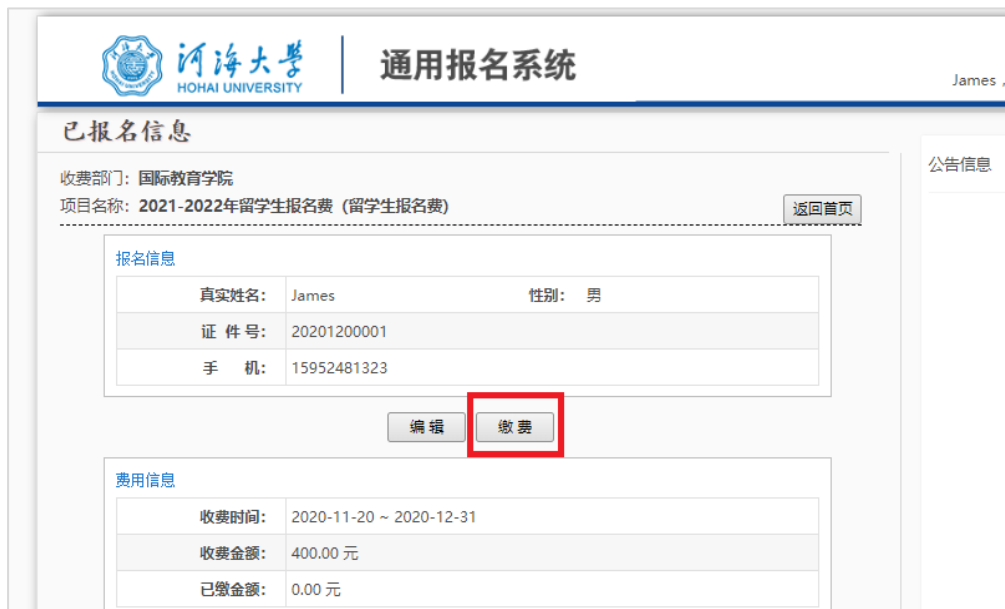 河海大学
HOHAI UNIVERSITY
通用报名系统
James ,
已报名信息
公告信息
收费部门：国际教育学院
项目名称：2021-2022年留学生报名费（留学生报名费）
返回首页
报名信息
真实姓名： James 性别： 男
证 件 号： 20201200001
手 机： 15952481323
编 辑 缴 费
费用信息
收费时间： 2020-11-20 ~ 2020-12-31
收费金额： 400.00 元
已缴金额： 0.00 元